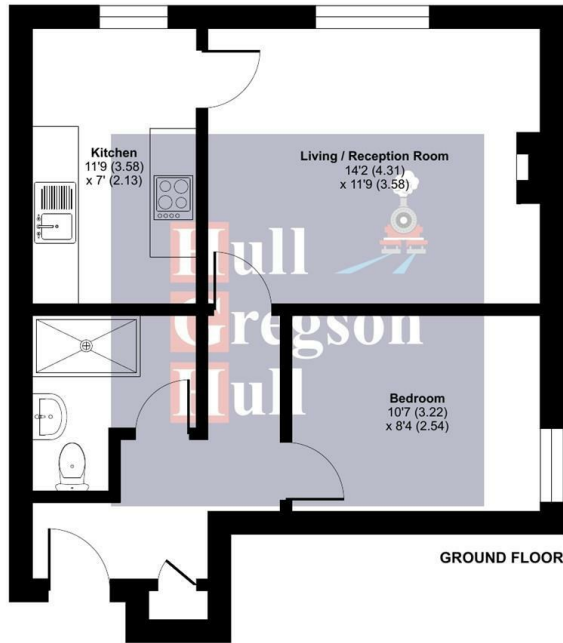 Kitchen
11'9 (3.58)
x 7' (2.13)
Living / Reception Room
14'2 (4.31)
x 11'9 (3.58)
Hull
Gregson
Hull
Bedroom
10'7 (3.22)
x 8'4 (2.54)
GROUND FLOOR